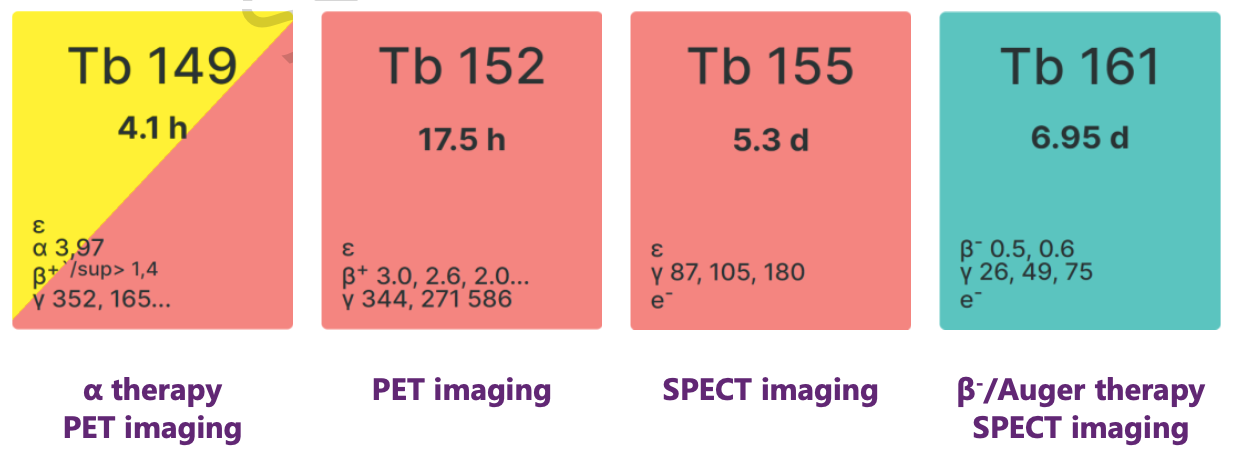 Tb 149
4.1 h
ε
α 3,97
β⁺ /sup> 1,4
γ 352, 165...
α therapy
PET imaging
Tb 152
17.5 h
ε
β⁺ 3.0, 2.6, 2.0...
γ 344, 271 586
PET imaging
Tb 155
5.3 d
ε
γ 87, 105, 180
e⁻
SPECT imaging
Tb 161
6.95 d
β⁻ 0.5, 0.6
γ 26, 49, 75
e⁻
β⁻/Auger therapy
SPECT imaging